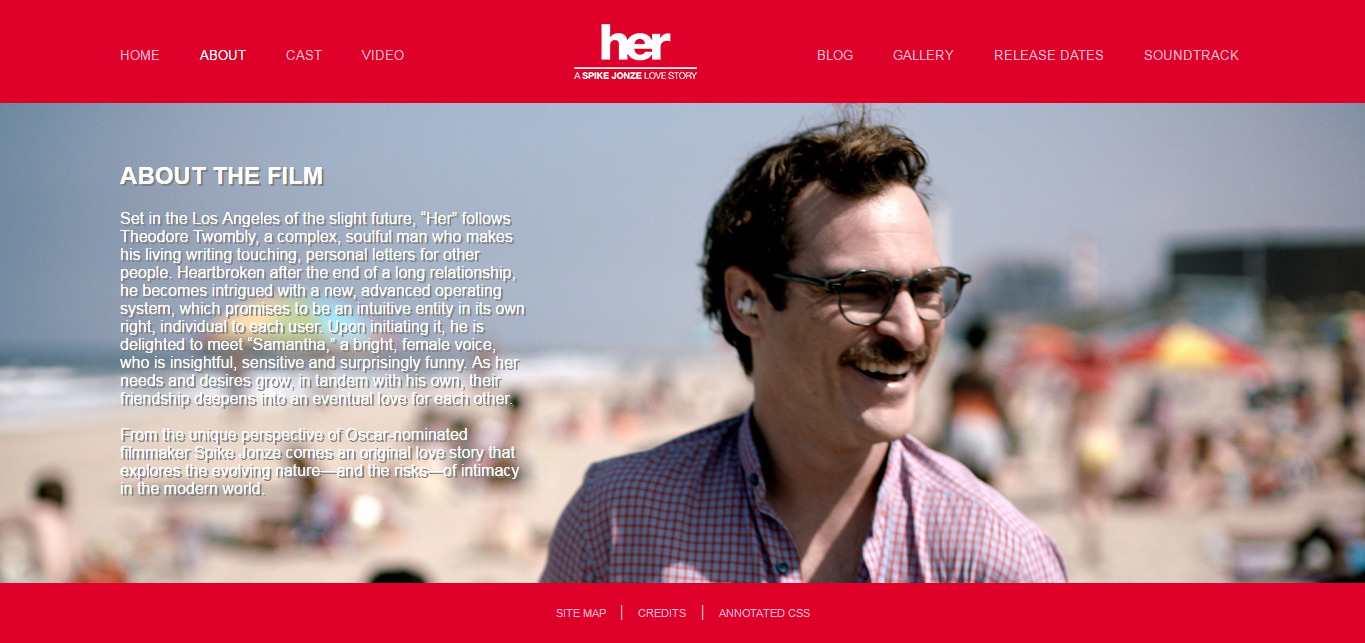 HOME ABOUT CAST VIDEO
her
A SPIKE JONZE LOVE STORY
BLOG GALLERY RELEASE DATES SOUNDTRACK
ABOUT THE FILM
Set in the Los Angeles of the slight future, “Her” follows
Theodore Twombly, a complex, soulful man who makes
his living writing touching, personal letters for other
people. Heartbroken after the end of a long relationship,
he becomes intrigued with a new, advanced operating
system, which promises to be an intuitive entity in its own
right, individual to each user. Upon initiating it, he is
delighted to meet “Samantha,” a bright, female voice,
who is insightful, sensitive and surprisingly funny. As her
needs and desires grow, in tandem with his own, their
friendship deepens into an eventual love for each other.
From the unique perspective of Oscar-nominated
filmmaker Spike Jonze comes an original love story that
explores the evolving nature—and the risks—of intimacy
in the modern world.
SITE MAP | CREDITS | ANNOTATED CSS